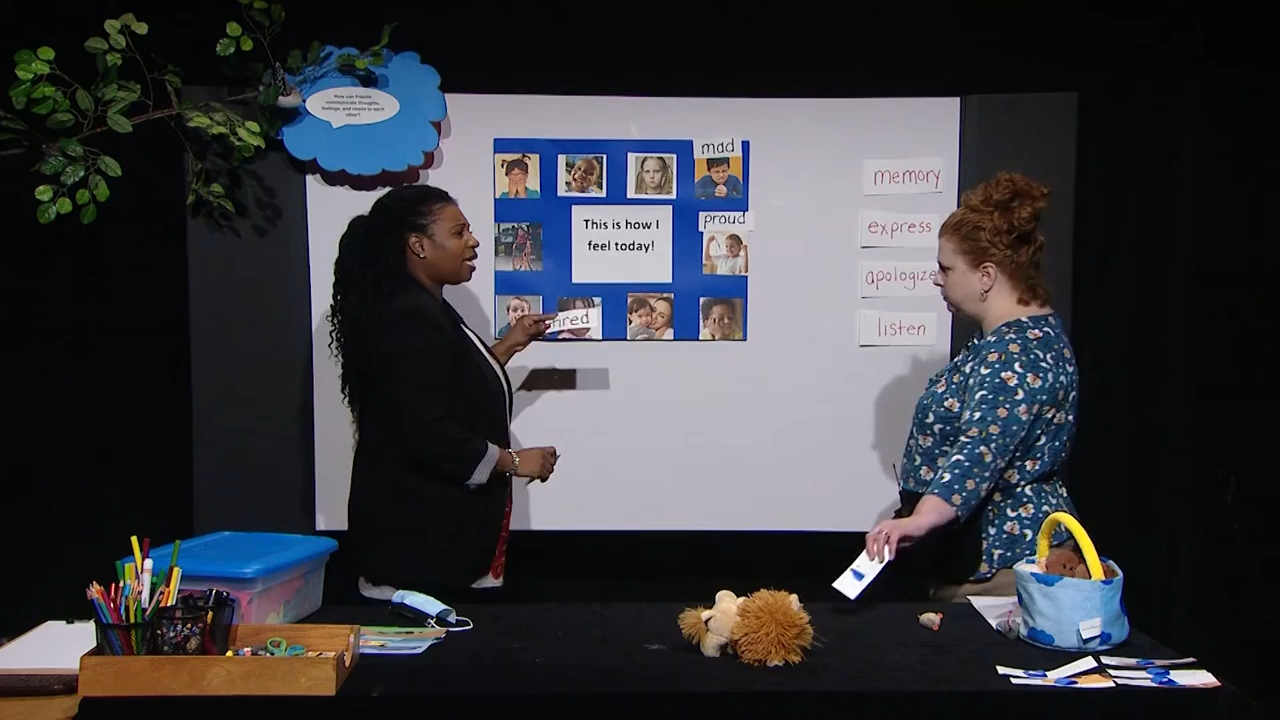 How can friends
communicate thoughts,
feelings, and needs to each
other?
mad
proud
This is how I
feel today!
memory
express
apologize
listen